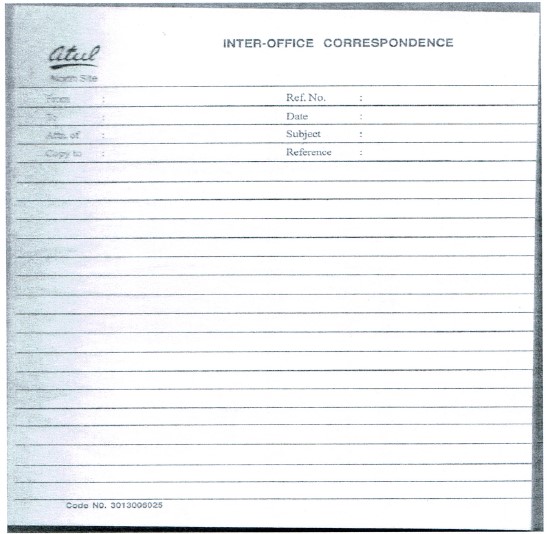 INTER-OFFICE CORRESPONDENCE
atul
North Site
From : Ref. No. :
To : Date :
Attn. of : Subject :
Copy to : Reference :
Code N0. 3013006025